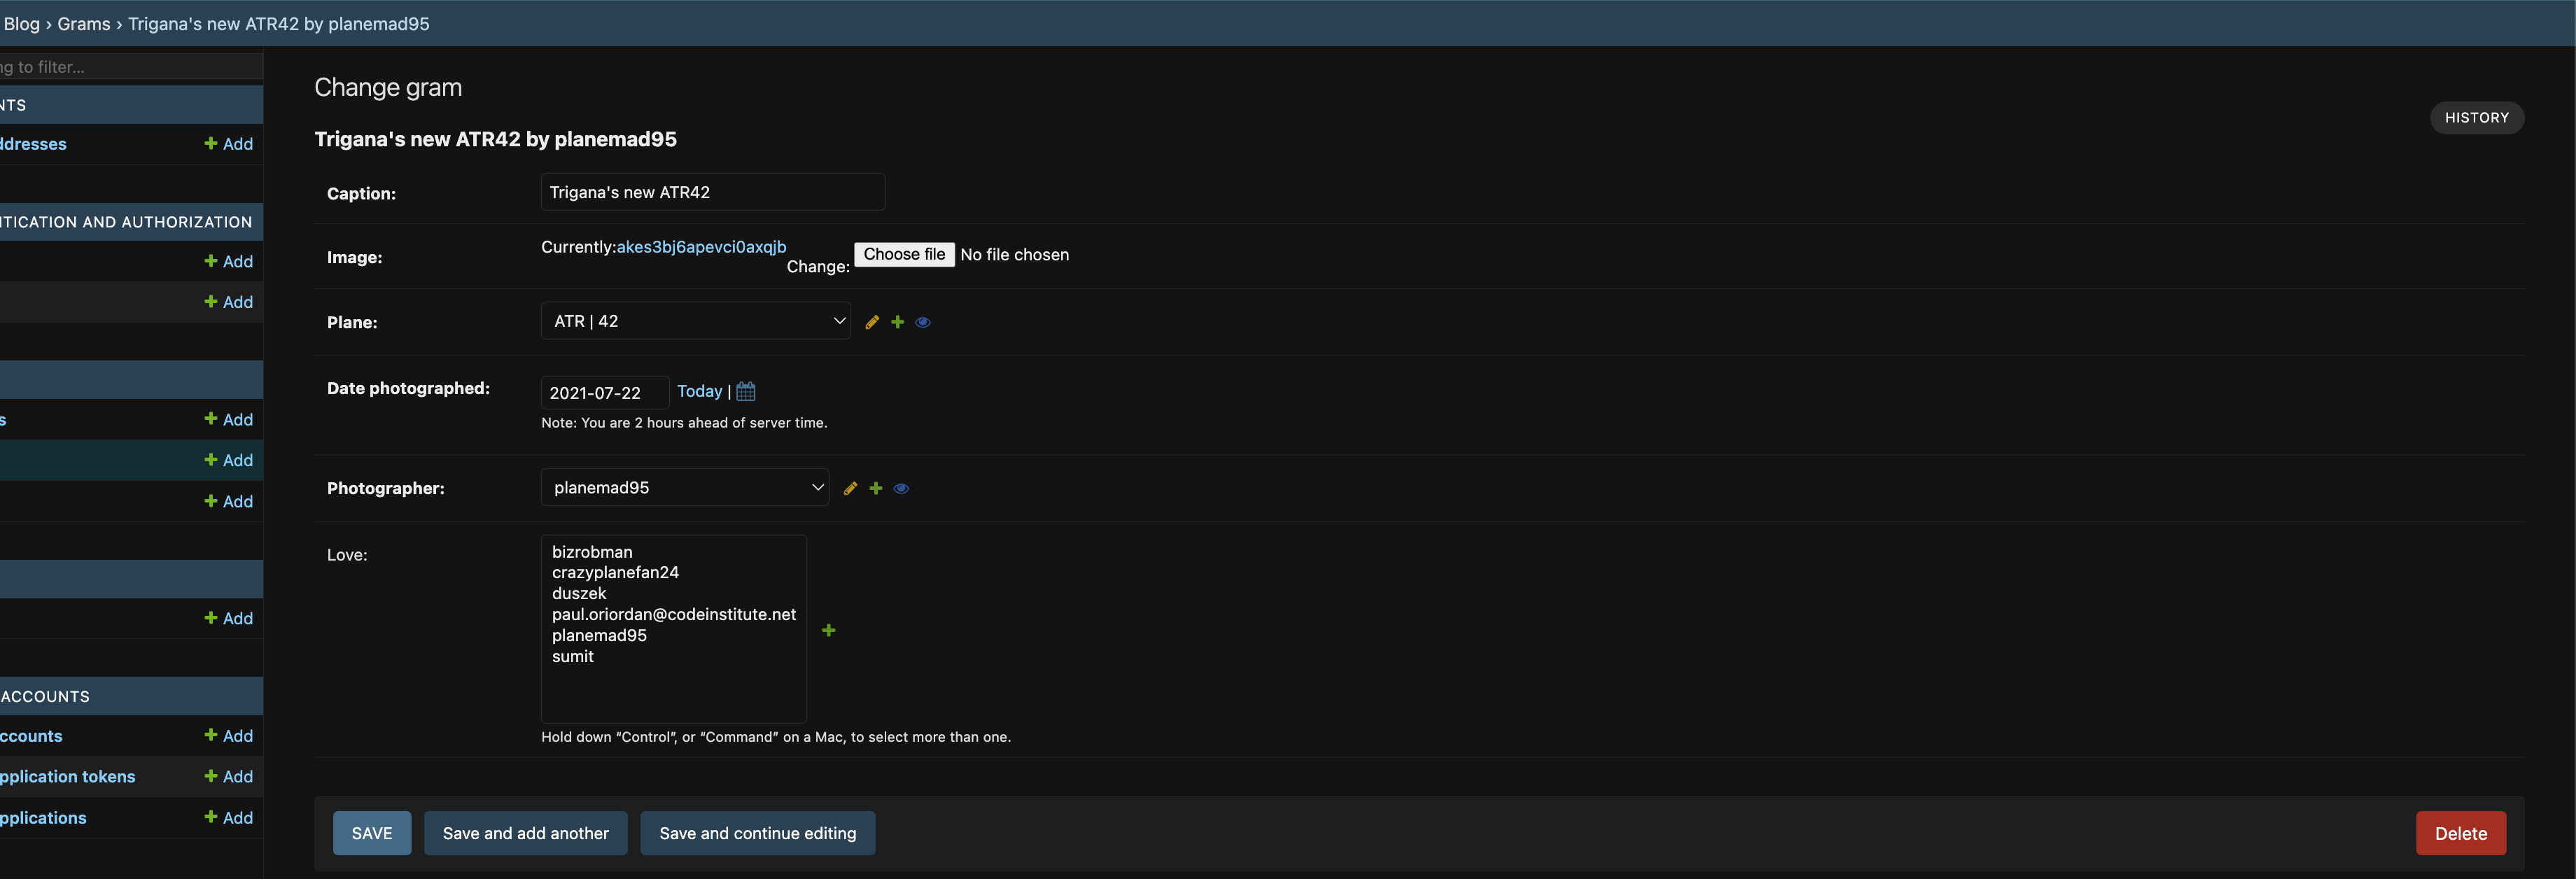 Blog › Grams › Trigana's new ATR42 by planemad95
ng to filter...
NTS
ddresses
Add
TICATION AND AUTHORIZATION
Add
Add
s
Add
Add
Add
Add
ACCOUNTS
ccounts
Add
pplication tokens
Add
pplications
Add
Change gram
HISTORY
Trigana's new ATR42 by planemad95
Caption:
Trigana's new ATR42
Image:
Currently:akes3bj6apevci0axqjb
Change: Choose file No file chosen
Plane:
ATR | 42
Date photographed:
2021-07-22 Today |
Note: You are 2 hours ahead of server time.
Photographer:
planemad95
Love:
bizrobman
crazyplanefan24
duszek
paul.oriordan@codeinstitute.net
planemad95
sumit
Hold down “Control”, or “Command” on a Mac, to select more than one.
SAVE
Save and add another
Save and continue editing
Delete